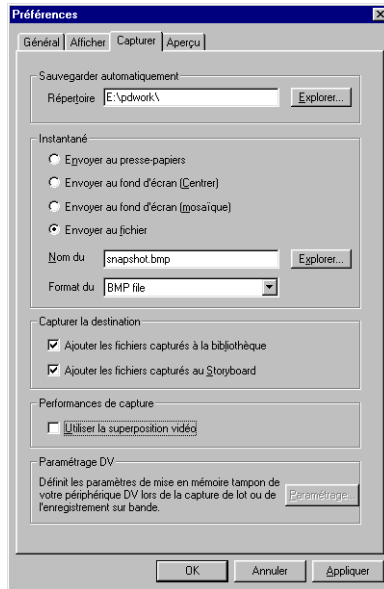 Préférences
Général Afficher Capturer Aperçu
Sauvegarder automatiquement
Répertoire E:\pdwork\ Explorer...
Instantané
Envoyer au presse-papiers
Envoyer au fond d'écran (Centrer)
Envoyer au fond d'écran (mosaïque)
Envoyer au fichier
Nom du snapshot.bmp Explorer...
Format du BMP file
Capturer la destination
Ajouter les fichiers capturés à la bibliothèque
Ajouter les fichiers capturés au Storyboard
Performances de capture
Utiliser la superposition vidéo
Paramétrage DV
Définit les paramètres de mise en mémoire tampon de
votre périphérique DV lors de la capture de lot ou de
l'enregistrement sur bande.
Paramétrage...
OK Annuler Appliquer